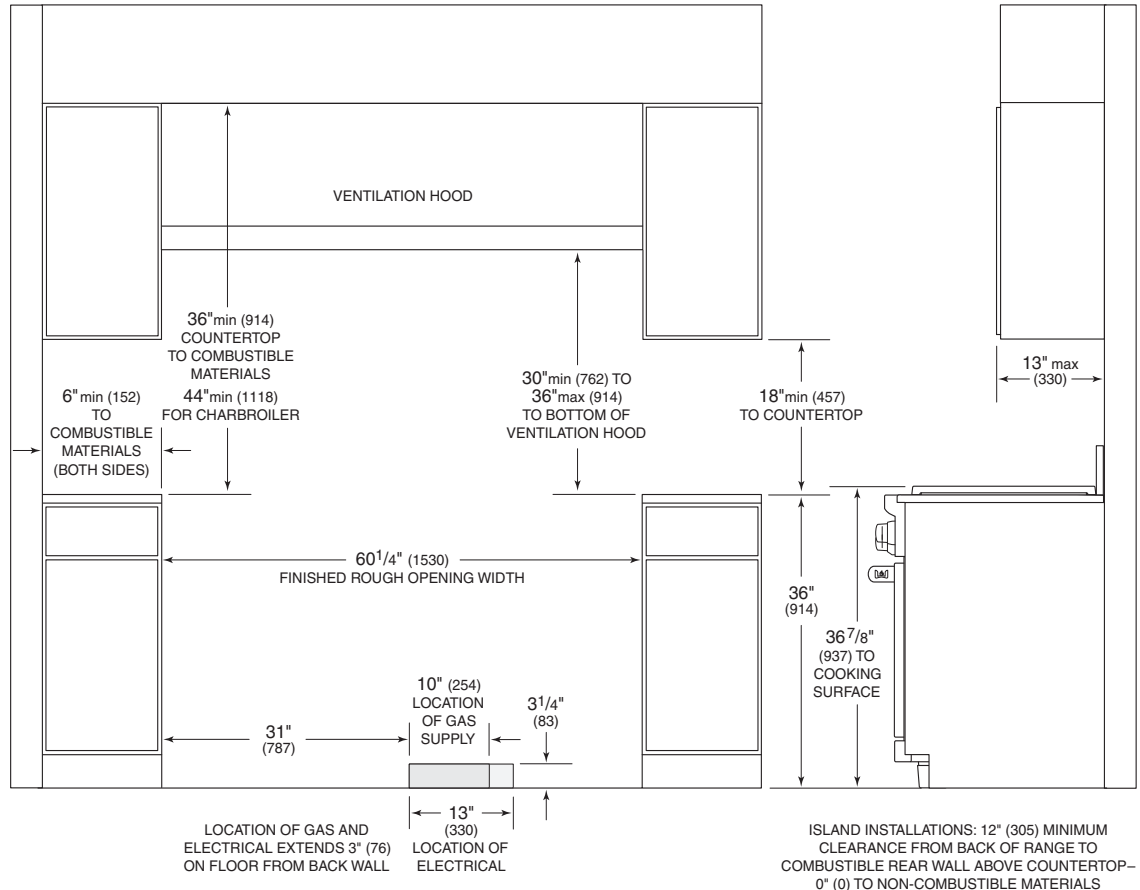 VENTILATION HOOD
36"min (914)
COUNTERTOP
TO COMBUSTIBLE
MATERIALS
44"min (1118)
FOR CHARBROILER
6"min (152)
TO
COMBUSTIBLE
MATERIALS
(BOTH SIDES)
30"min (762) TO
36"max (914)
TO BOTTOM OF
VENTILATION HOOD
18"min (457)
TO COUNTERTOP
13" max
(330)
60 1/4" (1530)
FINISHED ROUGH OPENING WIDTH
36"
(914)
36 7/8"
(937) TO
COOKING
SURFACE
10" (254)
LOCATION
OF GAS
SUPPLY
3 1/4"
(83)
31"
(787)
13"
(330)
LOCATION OF
ELECTRICAL
LOCATION OF GAS AND
ELECTRICAL EXTENDS 3" (76)
ON FLOOR FROM BACK WALL
ISLAND INSTALLATIONS: 12" (305) MINIMUM
CLEARANCE FROM BACK OF RANGE TO
COMBUSTIBLE REAR WALL ABOVE COUNTERTOP–
0" (0) TO NON-COMBUSTIBLE MATERIALS